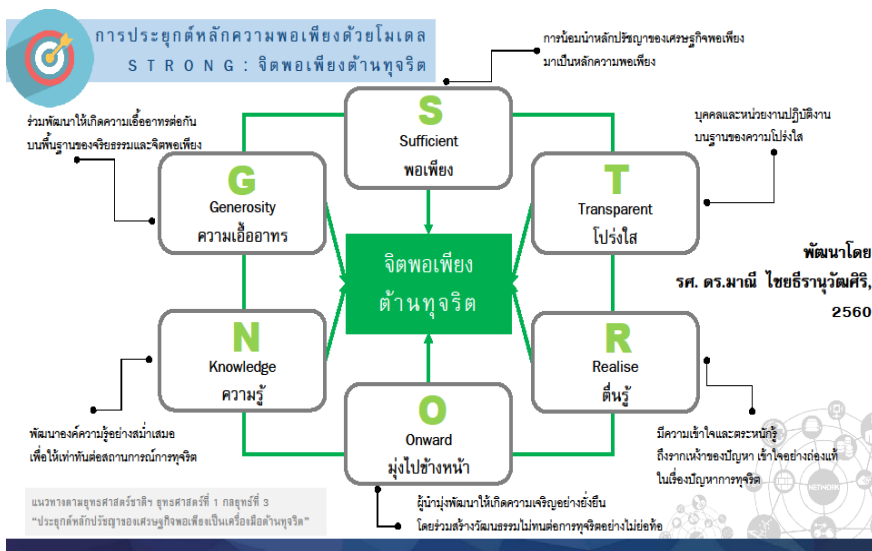 การประยุกต์หลักความพอเพียงด้วยโมเดล
STRONG : จิตพอเพียงต้านทุจริต
การน้อมนำหลักปรัชญาของเศรษฐกิจพอเพียง
มาเป็นหลักความพอเพียง
S
Sufficient
พอเพียง
บุคคลและหน่วยงานปฏิบัติงาน
บนฐานของความโปร่งใส
T
Transparent
โปร่งใส
ร่วมพัฒนาให้เกิดความเอื้ออาทรต่อกัน
บนพื้นฐานของจริยธรรมและจิตพอเพียง
G
Generosity
ความเอื้ออาทร
จิตพอเพียง
ต้านทุจริต
พัฒนาโดย
รศ. ดร.มาณี ไชยธีรานุวัฒศิริ,
2560
N
Knowledge
ความรู้
R
Realise
ตื่นรู้
O
Onward
มุ่งไปข้างหน้า
พัฒนาองค์ความรู้อย่างสม่ำเสมอ
เพื่อให้เท่าทันต่อสถานการณ์การทุจริต
มีความเข้าใจและตระหนักรู้
ถึงรากเหง้าของปัญหา เข้าใจอย่างถ่องแท้
ในเรื่องปัญหาการทุจริต
NETWORK
ผู้นำมุ่งพัฒนาให้เกิดความเจริญอย่างยั่งยืน
โดยร่วมสร้างวัฒนธรรมไม่ทนต่อการทุจริตอย่างไม่ย่อท้อ
แนวทางตามยุทธศาสตร์ชาติฯ ยุทธศาสตร์ที่ 1 กลยุทธ์ที่ 3
"ประยุกต์หลักปรัชญาของเศรษฐกิจพอเพียงเป็นเครื่องมือต้านทุจริต"